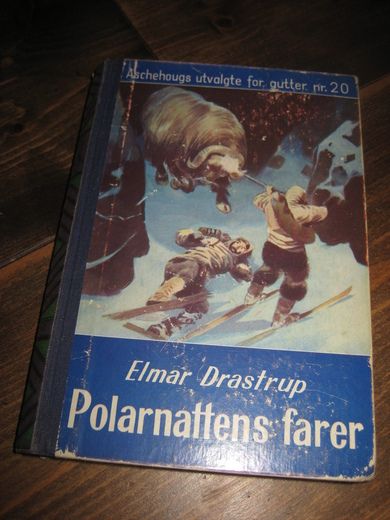 Aschehougs utvalgte for gutter nr. 20
Elmar Drastrup
Polarnattens farer